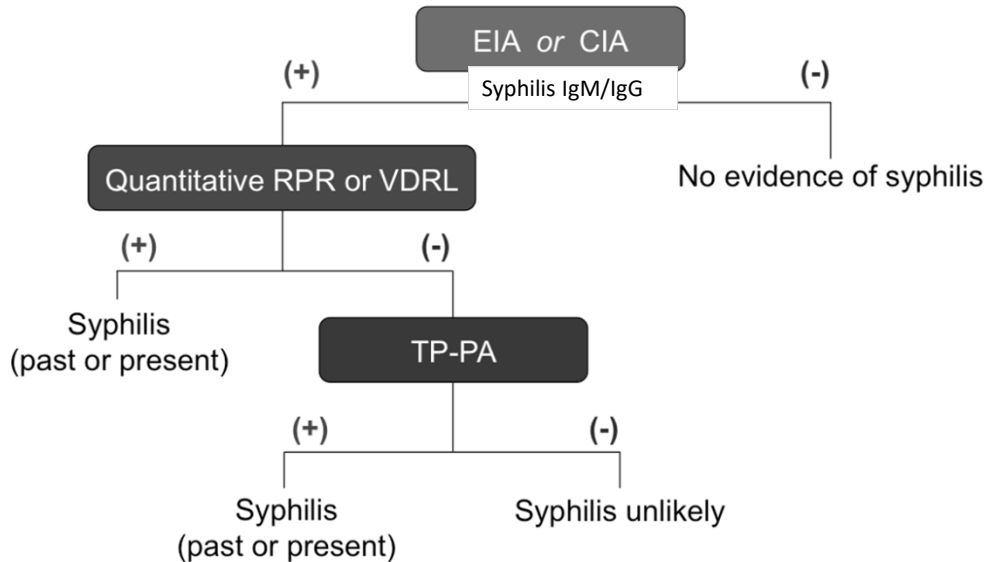 EIA or CIA
Syphilis IgM/IgG
(+)
(-)
Quantitative RPR or VDRL
No evidence of syphilis
(+)
(-)
Syphilis
(past or present)
TP-PA
(+)
(-)
Syphilis
(past or present)
Syphilis unlikely